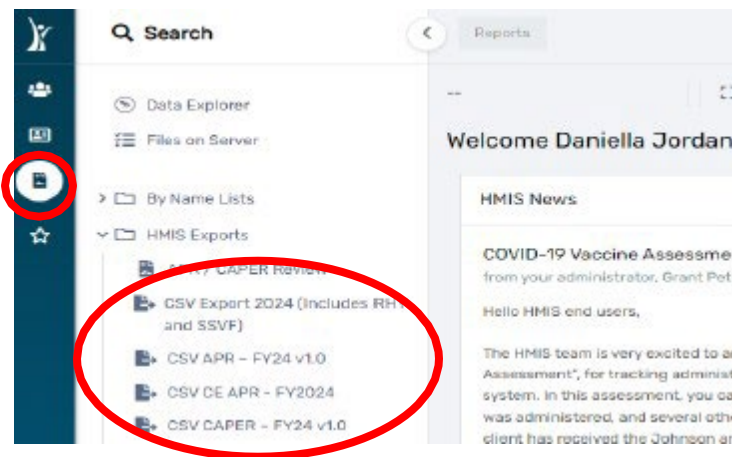 Search
Data Explorer
Files on Server
By Name Lists
HMIS Exports
APR / CAPER Review
CSV Export 2024 (Includes RHY
and SSVF)
CSV APR - FY24 v1.0
CSV CE APR - FY2024
CSV CAPER - FY24 v1.0
Reports
--
Welcome Daniella Jordan
HMIS News
COVID-19 Vaccine Assessme
from your administrator, Grant Pet
Hello HMIS end users,
The HMIS team is very excited to a
Assessment", for tracking administ
system. In this assessment, you ca
was administered, and several othe
client has received the Johnson an